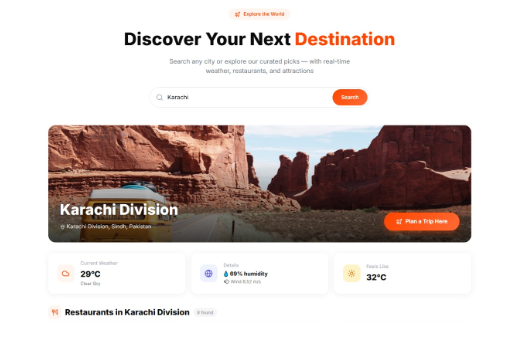 Explore the World
Discover Your Next Destination
Search any city or explore our curated picks — with real-time
weather, restaurants, and attractions
Karachi
Search
Karachi Division
Karachi Division, Sindh, Pakistan
Plan a Trip Here
Current Weather
29°C
Clear Sky
Details
69% humidity
Wind
32°C
Restaurants in Karachi Division
found